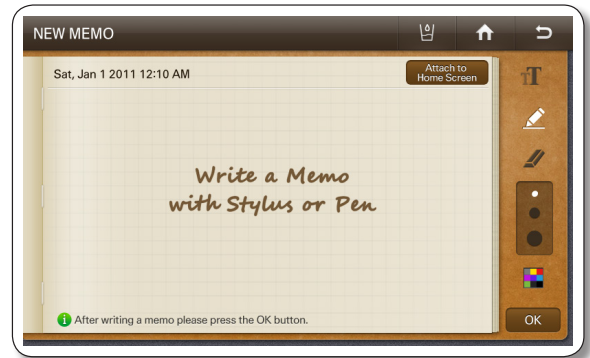 NEW MEMO
Sat, Jan 1 2011 12:10 AM
Attach to
Home Screen
TT
Write a Memo
with Stylus or Pen
After writing a memo please press the OK button.
OK